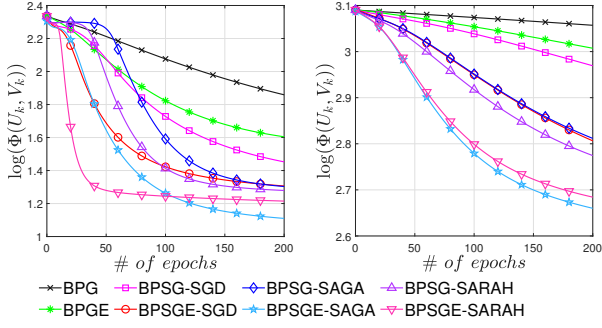 2.4
2.2
2
1.8
1.6
1.4
1.2
1
log(Φ(U_k, V_k))
0 50 100 150 200
# of epochs
3.1
3
2.9
2.8
2.7
2.6
log(Φ(U_k, V_k))
0 50 100 150 200
# of epochs
BPG BPSG-SGD BPSG-SAGA BPSG-SARAH
BPGE BPSGE-SGD BPSGE-SAGA BPSGE-SARAH